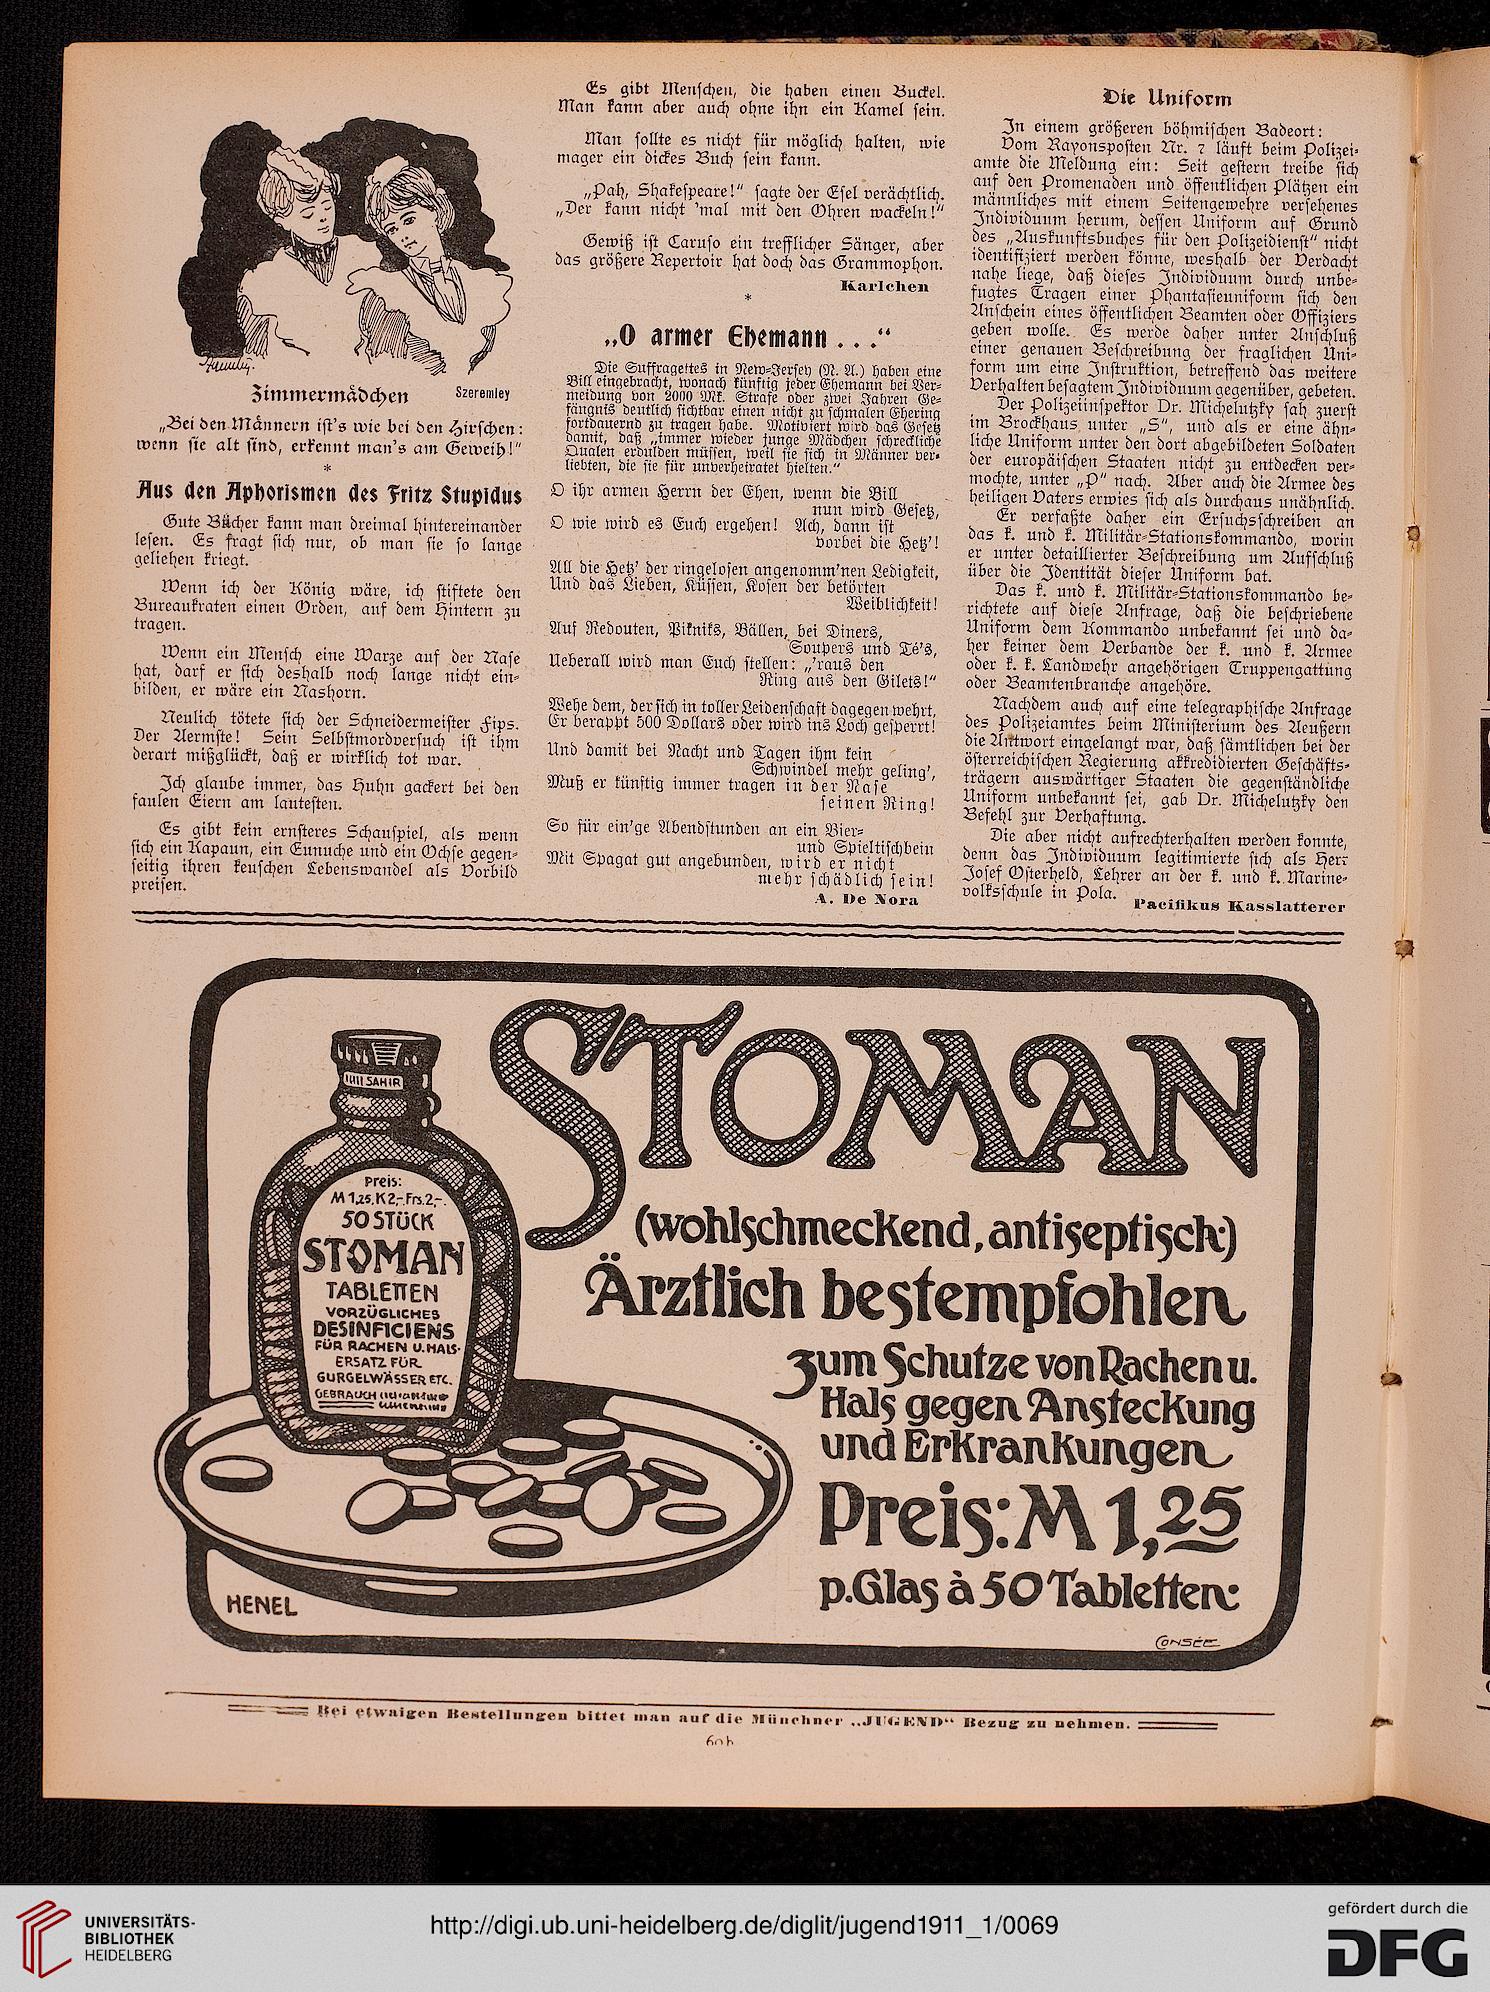 Zimmermädchen
Szeremley
„Bei den Männern ist's wie bei den Hirschen:
wenn sie alt sind, erkennt man's am Geweih!“
*
Aus den Aphorismen des Fritz Stupidus
Gute Bücher kann man dreimal hintereinander
lesen. Es fragt sich nur, ob man sie so lange
geliehen kriegt.
Wenn ich der König wäre, ich stiftete den
Bureaukraten einen Orden, auf dem Hintern zu
tragen.
Wenn ein Mensch eine Warze auf der Nase
hat, darf er sich deshalb noch lange nicht ein-
bilden, er wäre ein Nashorn.
Neulich tötete sich der Schneidermeister Fips.
Der Aermste! Sein Selbstmordversuch ist ihm
derart mißglückt, daß er wirklich tot war.
Ich glaube immer, das Huhn gackert bei den
faulen Eiern am lautesten.
Es gibt kein ernsteres Schauspiel, als wenn
sich ein Kapaun, ein Eunuche und ein Ochse gegen-
seitig ihren keuschen Lebenswandel als Vorbild
preisen.
Es gibt Menschen, die haben einen Buckel.
Man kann aber auch ohne ihn ein Kamel sein.
Man sollte es nicht für möglich halten, wie
mager ein dickes Buch sein kann.
„Pah, Shakespeare!“ sagte der Esel verächtlich.
„Der kann nicht 'mal mit den Ohren wackeln!“
Gewiß ist Caruso ein trefflicher Sänger, aber
das größere Repertoir hat doch das Grammophon.
Karlchen
*
„O armer Ehemann . . .“
Die Suffragettes in New-Jersey (N. A.) haben eine
Bill eingebracht, wonach künftig jeder Ehemann bei Ver-
meidung von 2000 Mk. Strafe oder zwei Jahren Ge-
fängnis deutlich sichtbar einen nicht zu schmalen Ehering
fortdauernd zu tragen habe. Motiviert wird das Gesetz
damit, daß „immer wieder junge Mädchen schreckliche
Qualen erdulden müssen, weil sie sich in Männer ver-
liebten, die sie für unverheiratet hielten.“
O ihr armen Herrn der Ehen, wenn die Bill
nun wird Gesetz,
O wie wird es Euch ergehen! Ach, dann ist
vorbei die Hetz'!
All die Hetz' der ringelosen angenomm'nen Ledigkeit,
Und das Lieben, Küssen, Kosen der betörten
Weiblichkeit!
Auf Redouten, Pikniks, Bällen, bei Diners,
Soupers und Té's,
Ueberall wird man Euch stellen: „'raus den
Ring aus den Gilets!“
Wehe dem, der sich in toller Leidenschaft dagegen wehrt,
Er berappt 500 Dollars oder wird ins Loch gesperrt!
Und damit bei Nacht und Tagen ihm kein
Schwindel mehr geling',
Muß er künftig immer tragen in der Nase
seinen Ring!
So für ein'ge Abendstunden an ein Bier-
und Spieltischbein
Mit Spagat gut angebunden, wird er nicht
mehr schädlich sein!
A. De Nora
Die Uniform
In einem größeren böhmischen Badeort:
Vom Rayonsposten Nr. 7 läuft beim Polizei-
amte die Meldung ein: Seit gestern treibe sich
auf den Promenaden und öffentlichen Plätzen ein
männliches mit einem Seitengewehre versehenes
Individuum herum, dessen Uniform auf Grund
des „Auskunftsbuches für den Polizeidienst“ nicht
identifiziert werden könne, weshalb der Verdacht
nahe liege, daß dieses Individuum durch unbe-
fugtes Tragen einer Phantasieuniform sich den
Anschein eines öffentlichen Beamten oder Offiziers
geben wolle. Es werde daher unter Anschluß
einer genauen Beschreibung der fraglichen Uni-
form um eine Instruktion, betreffend das weitere
Verhalten besagtem Individuum gegenüber, gebeten.
Der Polizeiinspektor Dr. Michelutzky sah zuerst
im Brockhaus unter „S“, und als er eine ähn-
liche Uniform unter den dort abgebildeten Soldaten
der europäischen Staaten nicht zu entdecken ver-
mochte, unter „P“ nach. Aber auch die Armee des
heiligen Vaters erwies sich als durchaus unähnlich.
Er verfaßte daher ein Ersuchsschreiben an
das k. und k. Militär-Stationskommando, worin
er unter detaillierter Beschreibung um Aufschluß
über die Identität dieser Uniform bat.
Das k. und k. Militär-Stationskommando be-
richtete auf diese Anfrage, daß die beschriebene
Uniform dem Kommando unbekannt sei und da-
her keiner dem Verbande der k. und k. Armee
oder k. k. Landwehr angehörigen Truppengattung
oder Beamtenbranche angehöre.
Nachdem auch auf eine telegraphische Anfrage
des Polizeiamtes beim Ministerium des Aeußern
die Antwort eingelangt war, daß sämtlichen bei der
österreichischen Regierung akkredidierten Geschäfts-
trägern auswärtiger Staaten die gegenständliche
Uniform unbekannt sei, gab Dr. Michelutzky den
Befehl zur Verhaftung.
Die aber nicht aufrechterhalten werden konnte,
denn das Individuum legitimierte sich als Herr
Josef Osterheld, Lehrer an der k. und k. Marine-
volksschule in Pola.
Pacifikus Kasslatterer
SAHIR
Preis:
M 1,25. K 2,- Frs. 2,-.
50 STÜCK
STOMAN
TABLETTEN
VORZÜGLICHES
DESINFICIENS
FÜR RACHEN U. HALS.
ERSATZ FÜR
GURGELWÄSSER ETC.
GEBRAUCH
HENEL
STOMAN
(wohlschmeckend, antiseptisch:)
Ärztlich bestempfohlen
zum Schutze von Rachen u.
Hals gegen Ansteckung
und Erkrankungen
Preis: M 1,25
p. Glas à 50 Tabletten:
CONSÉE
Bei etwaigen Bestellungen bittet man auf die Münchner „JUGEND“ Bezug zu nehmen.
60 b
UNIVERSITÄTS-
BIBLIOTHEK
HEIDELBERG
http://digi.ub.uni-heidelberg.de/diglit/jugend1911_1/0069
gefördert durch die
DFG